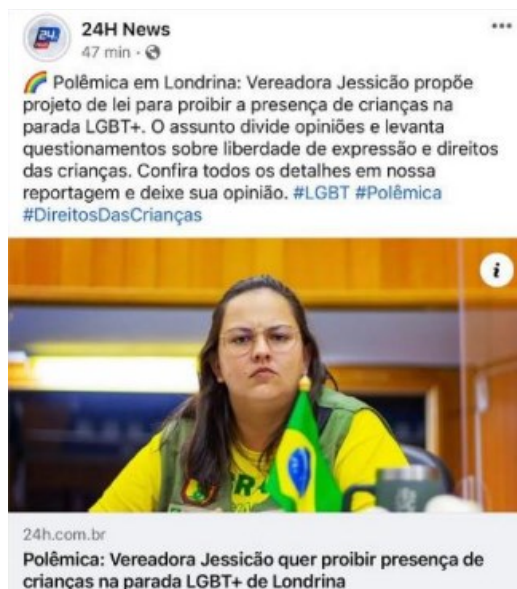 24H News
47 min
🌈 Polêmica em Londrina: Vereadora Jessicão propõe
projeto de lei para proibir a presença de crianças na
parada LGBT+. O assunto divide opiniões e levanta
questionamentos sobre liberdade de expressão e direitos
das crianças. Confira todos os detalhes em nossa
reportagem e deixe sua opinião. #LGBT #Polêmica
#DireitosDasCrianças
24h.com.br
Polêmica: Vereadora Jessicão quer proibir presença de
crianças na parada LGBT+ de Londrina